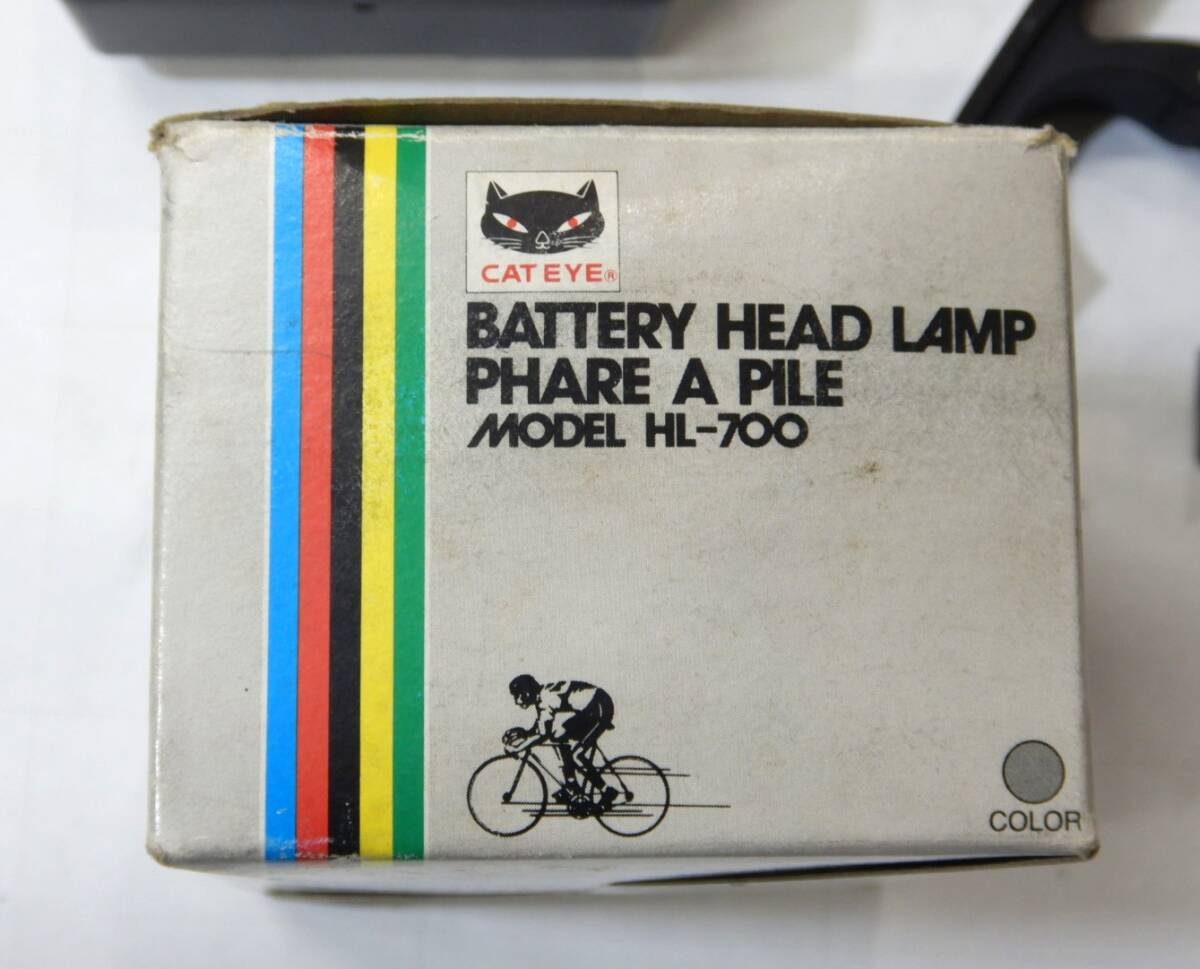 CAT EYE®
BATTERY HEAD LAMP
PHARE A PILE
MODEL HL-700
COLOR